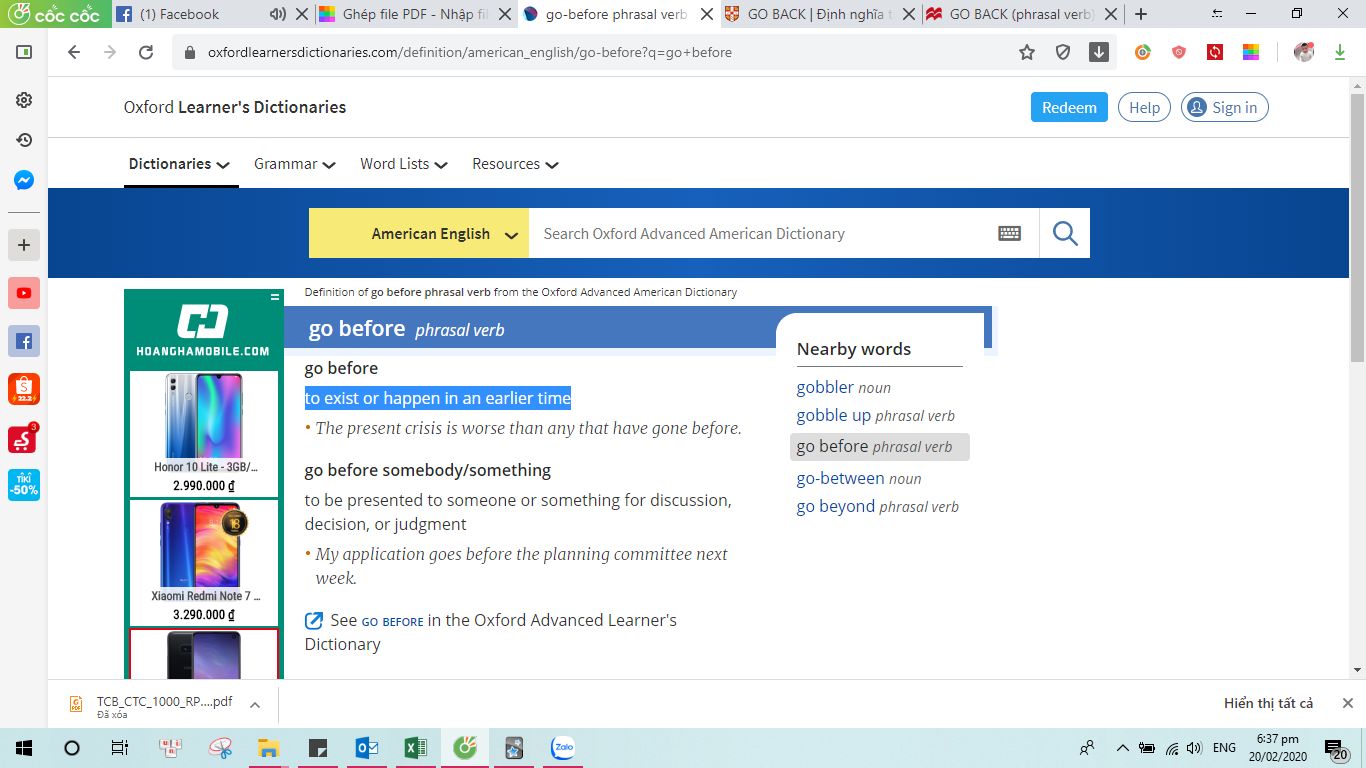 cốc cốc
(1) Facebook
Ghép file PDF - Nhập fil
go-before phrasal verb
GO BACK | Định nghĩa t
GO BACK (phrasal verb)
oxfordlearnersdictionaries.com/definition/american_english/go-before?q=go+before
Oxford Learner's Dictionaries
Redeem
Help
Sign in
Dictionaries
Grammar
Word Lists
Resources
American English
Search Oxford Advanced American Dictionary
Definition of go before phrasal verb from the Oxford Advanced American Dictionary
go before phrasal verb
go before
to exist or happen in an earlier time
• The present crisis is worse than any that have gone before.
go before somebody/something
to be presented to someone or something for discussion,
decision, or judgment
• My application goes before the planning committee next
week.
See GO BEFORE in the Oxford Advanced Learner's
Dictionary
Nearby words
gobbler noun
gobble up phrasal verb
go before phrasal verb
go-between noun
go beyond phrasal verb
HOANGHAMOBILE.COM
Honor 10 Lite - 3GB/...
2.990.000 ₫
18
Xiaomi Redmi Note 7 ...
3.290.000 ₫
S
22.2
3
TIKI
-50%
TCB_CTC_1000_RP....pdf
Đã xóa
Hiển thị tất cả
Zalo
ENG
6:37 pm
20/02/2020
20